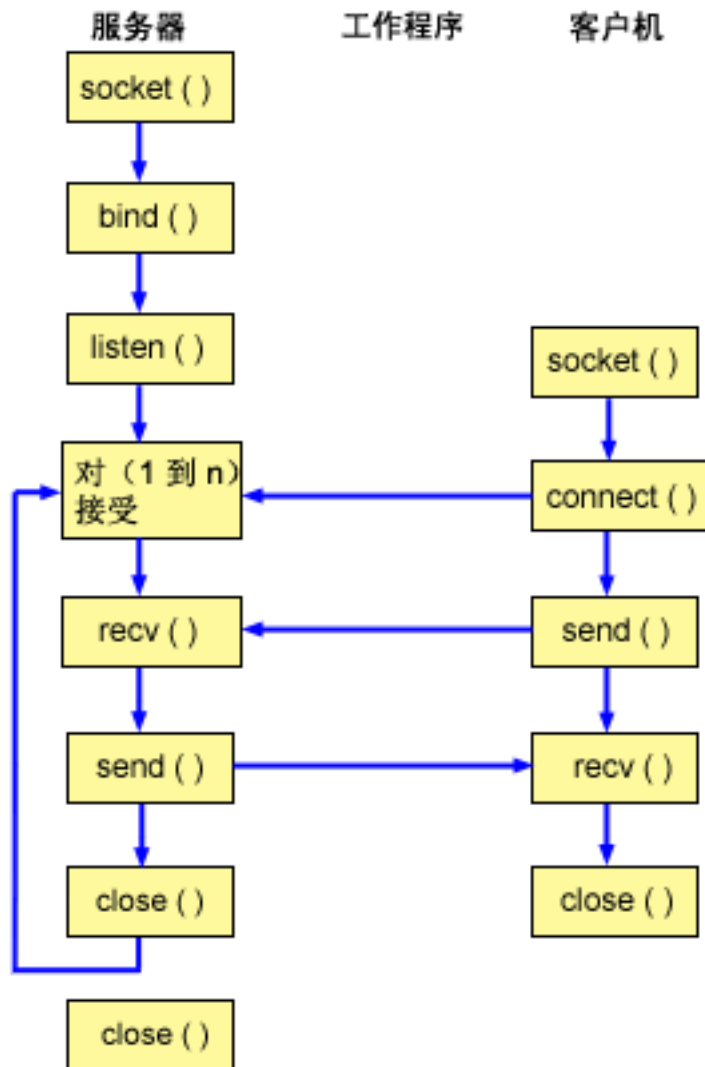 服务器 工作程序 客户机
socket ( )
bind ( )
listen ( )
socket ( )
对（1 到 n）
接受
connect ( )
recv ( )
send ( )
send ( )
recv ( )
close ( )
close ( )
close ( )